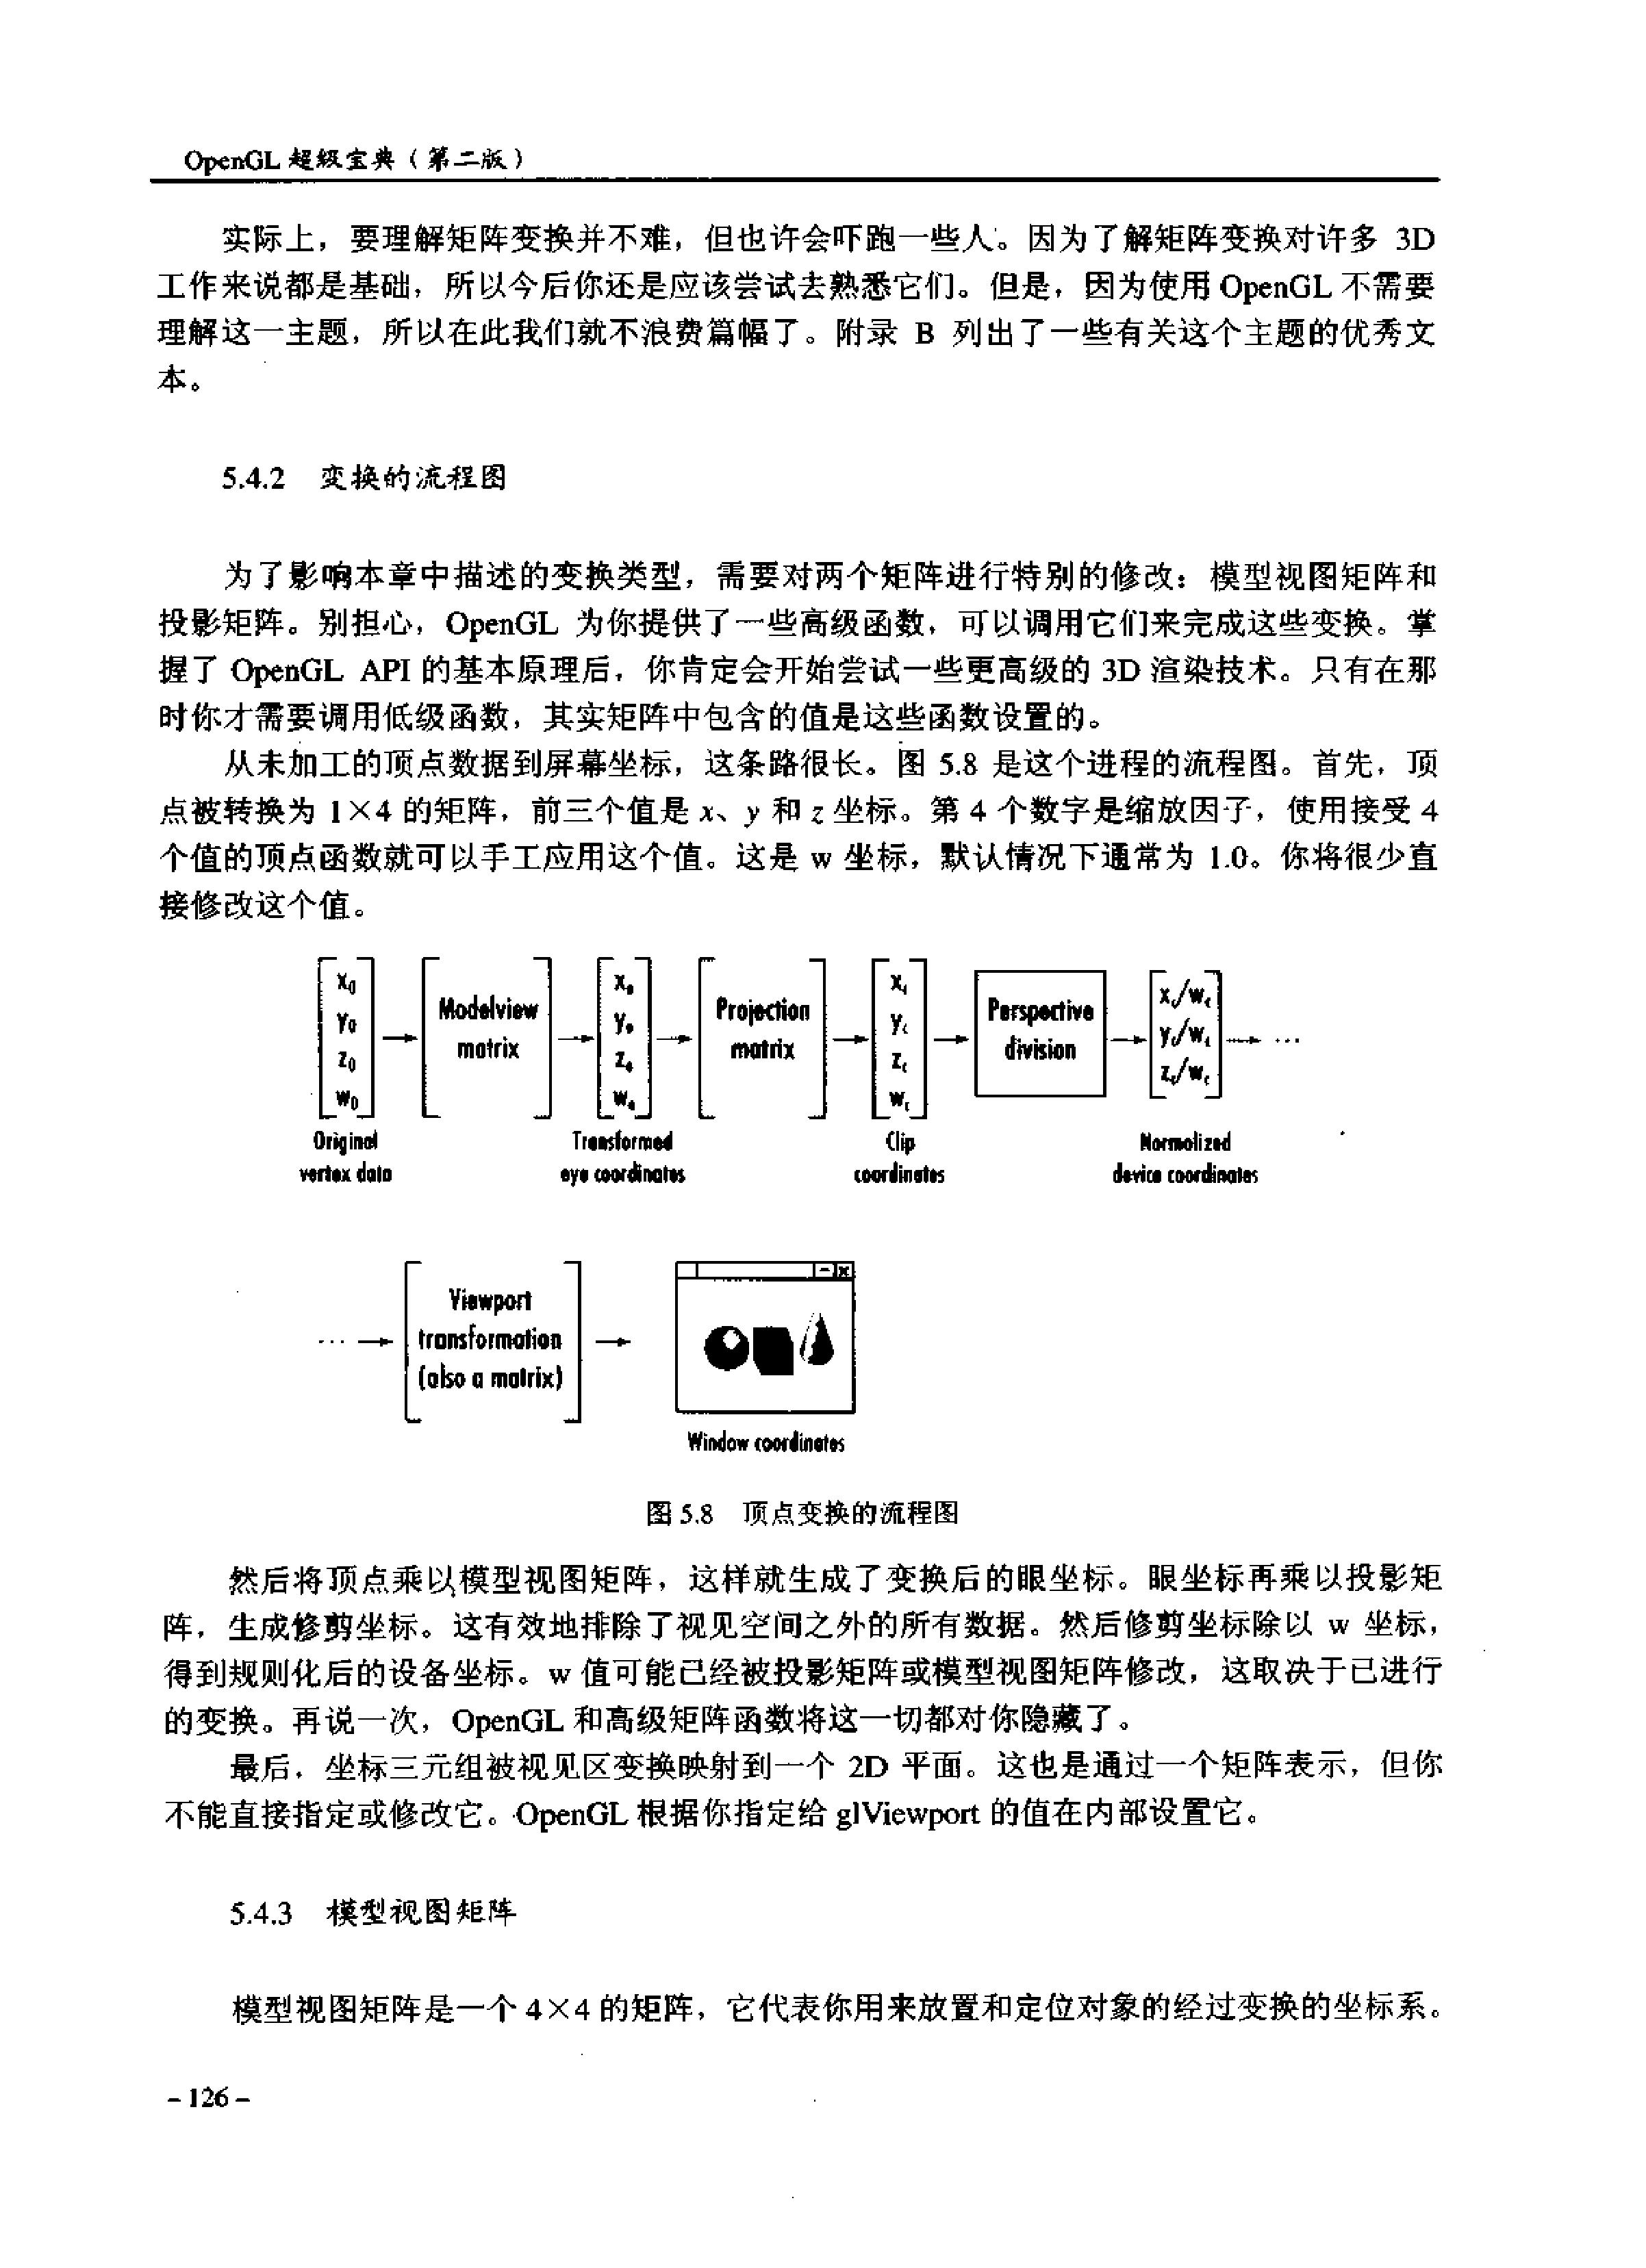 OpenGL 超级宝典（第二版）
实际上，要理解矩阵变换并不难，但也许会吓跑一些人。因为了解矩阵变换对许多 3D
工作来说都是基础，所以今后你还是应该尝试去熟悉它们。但是，因为使用 OpenGL 不需要
理解这一主题，所以在此我们就不浪费篇幅了。附录 B 列出了一些有关这个主题的优秀文
本。
5.4.2 变换的流程图
为了影响本章中描述的变换类型，需要对两个矩阵进行特别的修改：模型视图矩阵和
投影矩阵。别担心，OpenGL 为你提供了一些高级函数，可以调用它们来完成这些变换。掌
握了 OpenGL API 的基本原理后，你肯定会开始尝试一些更高级的 3D 渲染技术。只有在那
时你才需要调用低级函数，其实矩阵中包含的值是这些函数设置的。
从未加工的顶点数据到屏幕坐标，这条路很长。图 5.8 是这个进程的流程图。首先，顶
点被转换为 1×4 的矩阵，前三个值是 x、y 和 z 坐标。第 4 个数字是缩放因子，使用接受 4
个值的顶点函数就可以手工应用这个值。这是 w 坐标，默认情况下通常为 1.0。你将很少直
接修改这个值。
x₀ y₀ z₀ w₀
Modelview
matrix
xₑ yₑ zₑ wₑ
Projection
matrix
x꜀ y꜀ z꜀ w꜀
Perspective
division
x꜀/w꜀ y꜀/w꜀ z꜀/w꜀ ···
Original
vertex data
Transformed
eye coordinates
Clip
coordinates
Normalized
device coordinates
··· Viewport
transformation
(also a matrix)
Window coordinates
图 5.8 顶点变换的流程图
然后将顶点乘以模型视图矩阵，这样就生成了变换后的眼坐标。眼坐标再乘以投影矩
阵，生成修剪坐标。这有效地排除了视见空间之外的所有数据。然后修剪坐标除以 w 坐标，
得到规则化后的设备坐标。w 值可能已经被投影矩阵或模型视图矩阵修改，这取决于已进行
的变换。再说一次，OpenGL 和高级矩阵函数将这一切都对你隐藏了。
最后，坐标三元组被视见区变换映射到一个 2D 平面。这也是通过一个矩阵表示，但你
不能直接指定或修改它。OpenGL 根据你指定给 glViewport 的值在内部设置它。
5.4.3 模型视图矩阵
模型视图矩阵是一个 4×4 的矩阵，它代表你用来放置和定位对象的经过变换的坐标系。
– 126 –